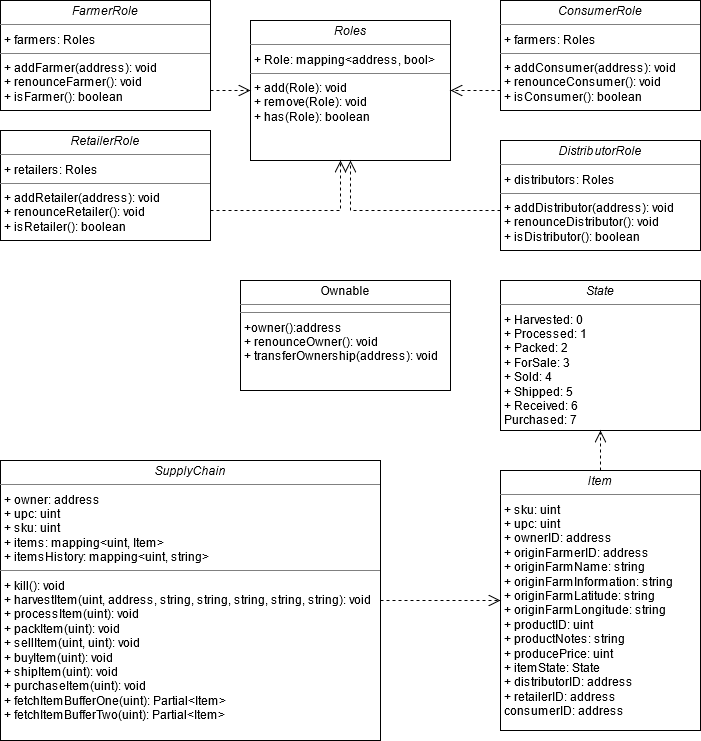 FarmerRole
+ farmers: Roles
+ addFarmer(address): void
+ renounceFarmer(): void
+ isFarmer(): boolean
Roles
+ Role: mapping<address, bool>
+ add(Role): void
+ remove(Role): void
+ has(Role): boolean
ConsumerRole
+ farmers: Roles
+ addConsumer(address): void
+ renounceConsumer(): void
+ isConsumer(): boolean
RetailerRole
+ retailers: Roles
+ addRetailer(address): void
+ renounceRetailer(): void
+ isRetailer(): boolean
DistributorRole
+ distributors: Roles
+ addDistributor(address): void
+ renounceDistributor(): void
+ isDistributor(): boolean
Ownable
+owner():address
+ renounceOwner(): void
+ transferOwnership(address): void
State
+ Harvested: 0
+ Processed: 1
+ Packed: 2
+ ForSale: 3
+ Sold: 4
+ Shipped: 5
+ Received: 6
Purchased: 7
SupplyChain
+ owner: address
+ upc: uint
+ sku: uint
+ items: mapping<uint, Item>
+ itemsHistory: mapping<uint, string>
+ kill(): void
+ harvestItem(uint, address, string, string, string, string, string): void
+ processItem(uint): void
+ packItem(uint): void
+ sellItem(uint, uint): void
+ buyItem(uint): void
+ shipItem(uint): void
+ purchaseItem(uint): void
+ fetchItemBufferOne(uint): Partial<Item>
+ fetchItemBufferTwo(uint): Partial<Item>
Item
+ sku: uint
+ upc: uint
+ ownerID: address
+ originFarmerID: address
+ originFarmName: string
+ originFarmInformation: string
+ originFarmLatitude: string
+ originFarmLongitude: string
+ productID: uint
+ productNotes: string
+ producePrice: uint
+ itemState: State
+ distributorID: address
+ retailerID: address
consumerID: address